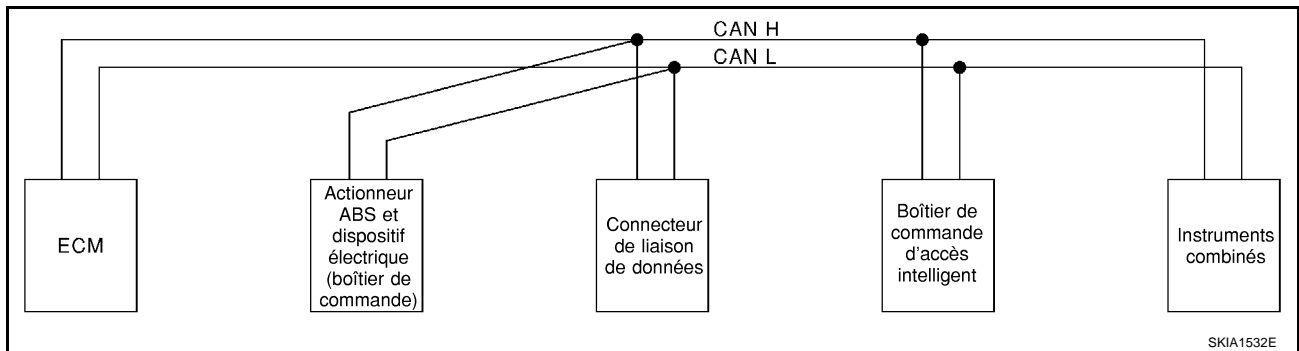 CAN H
CAN L
ECM
Actionneur
ABS et
dispositif
électrique
(boîtier de
commande)
Connecteur
de liaison
de données
Boîtier de
commande
d'accès
intelligent
Instruments
combinés
SKIA1532E